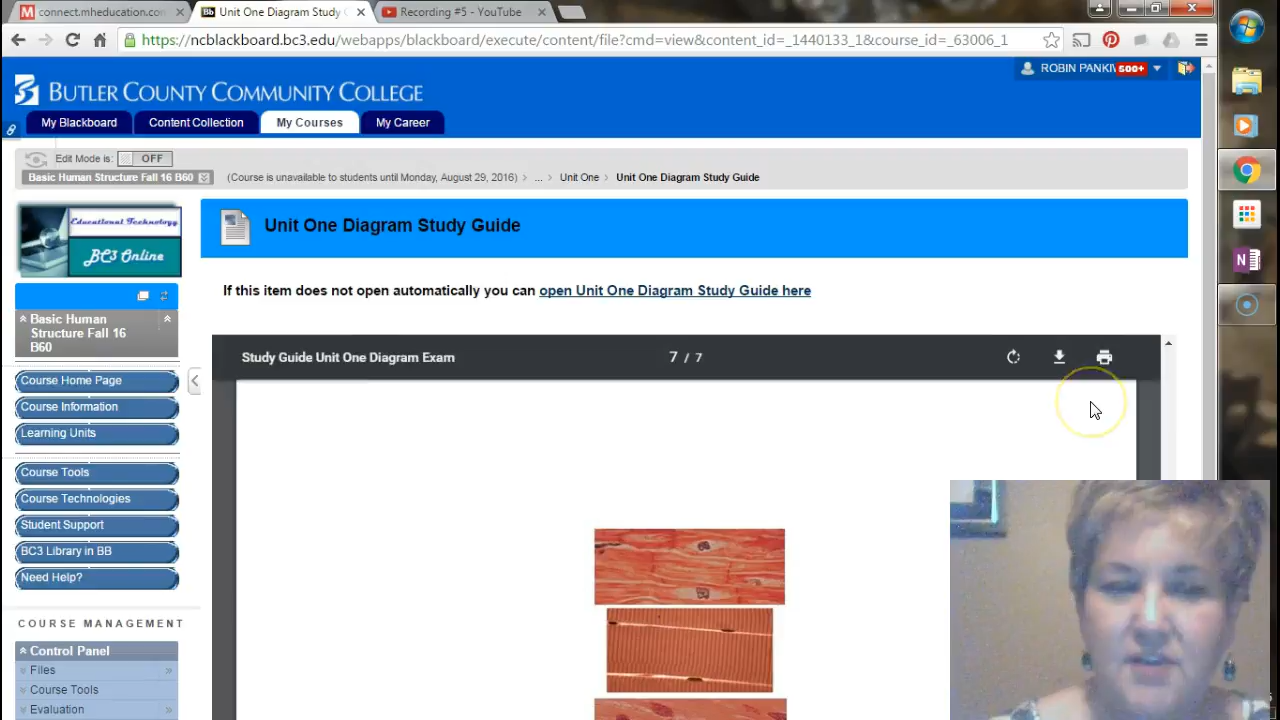 connect.mheducation.com
Unit One Diagram Study G
Recording #5 - YouTube
https://ncblackboard.bc3.edu/webapps/blackboard/execute/content/file?cmd=view&content_id=_1440133_1&course_id=_63006_1
ROBIN PANKIV 500+
BUTLER COUNTY COMMUNITY COLLEGE
My Blackboard Content Collection My Courses My Career
Edit Mode is: OFF
Basic Human Structure Fall 16 B60 (Course is unavailable to students until Monday, August 29, 2016) > ... > Unit One > Unit One Diagram Study Guide
Educational Technology
BC3 Online
Unit One Diagram Study Guide
If this item does not open automatically you can open Unit One Diagram Study Guide here
Basic Human
Structure Fall 16
B60
Study Guide Unit One Diagram Exam 7 / 7
Course Home Page
Course Information
Learning Units
Course Tools
Course Technologies
Student Support
BC3 Library in BB
Need Help?
COURSE MANAGEMENT
Control Panel
Files
Course Tools
Evaluation